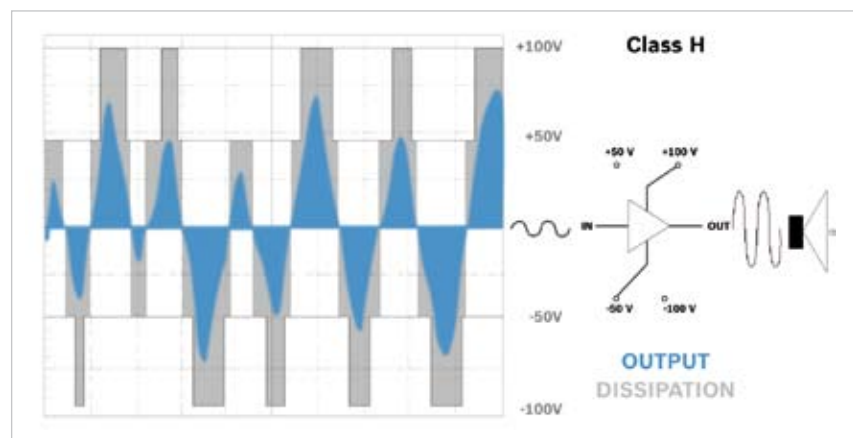 +100V
Class H
+50V
+50 V
+100 V
IN
OUT
-50 V
-100 V
-50V
OUTPUT
DISSIPATION
-100V